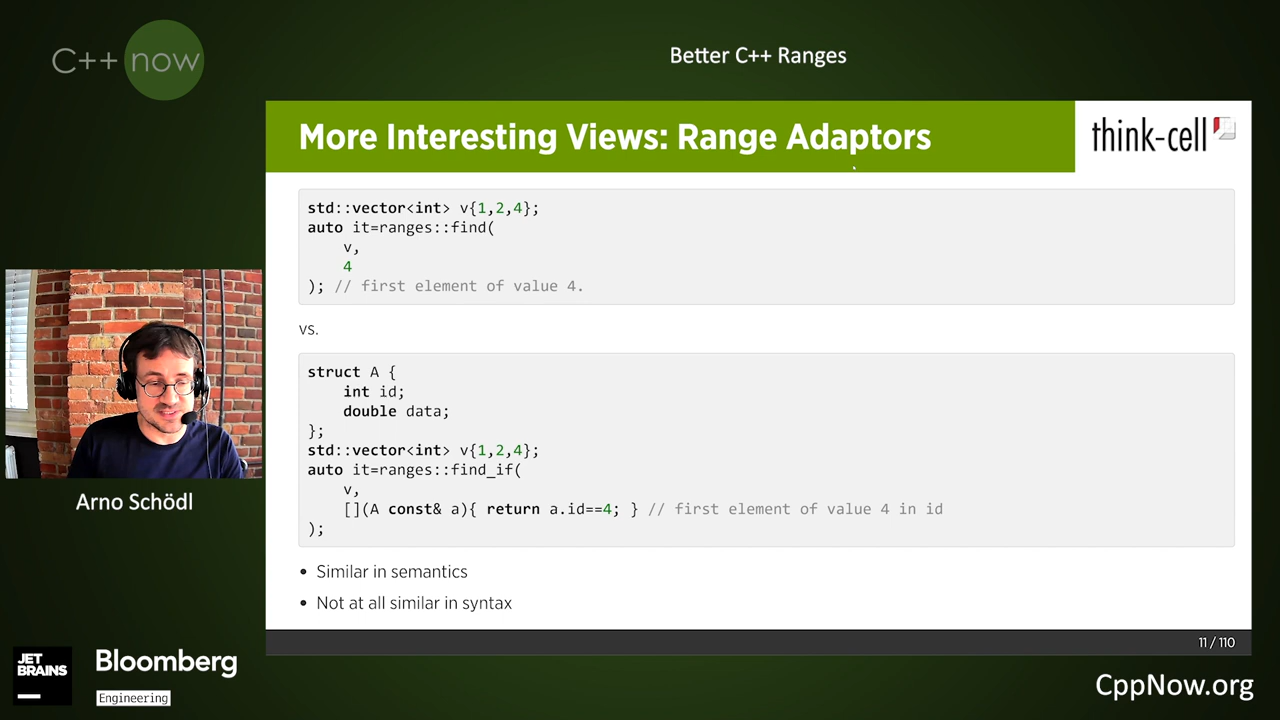 C++ now
Better C++ Ranges
More Interesting Views: Range Adaptors
think-cell
std::vector<int> v{1,2,4};
auto it=ranges::find(
    v,
    4
); // first element of value 4.
vs.
struct A {
    int id;
    double data;
};
std::vector<int> v{1,2,4};
auto it=ranges::find_if(
    v,
    [](A const& a){ return a.id==4; } // first element of value 4 in id
);
• Similar in semantics
• Not at all similar in syntax
11 / 110
Arno Schödl
JET
BRAINS
Bloomberg
Engineering
CppNow.org